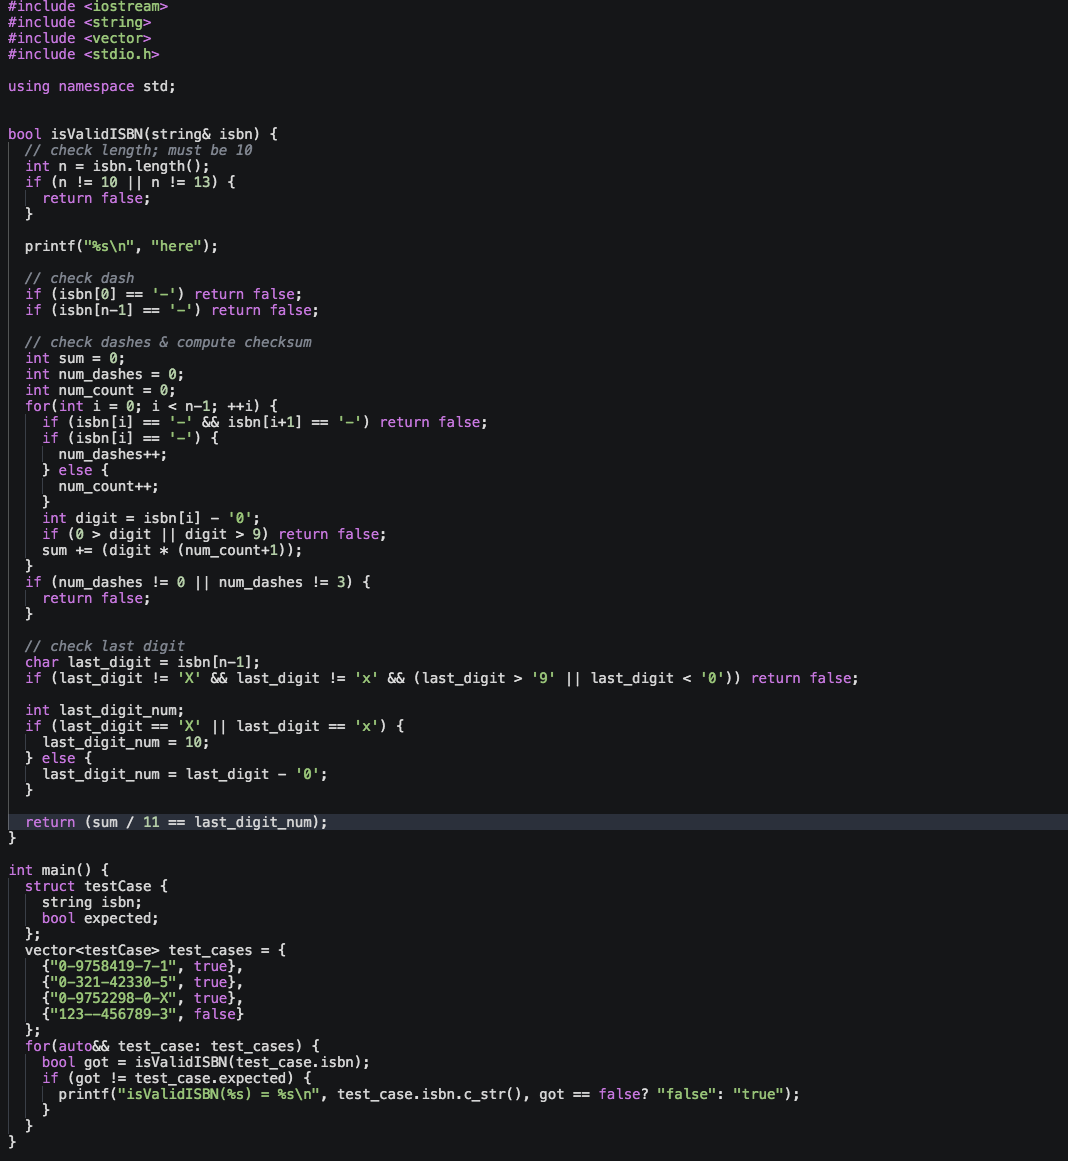 #include <iostream>
#include <string>
#include <vector>
#include <stdio.h>

using namespace std;


bool isValidISBN(string& isbn) {
  // check length; must be 10
  int n = isbn.length();
  if (n != 10 || n != 13) {
    return false;
  }

  printf("%s\n", "here");

  // check dash
  if (isbn[0] == '-') return false;
  if (isbn[n-1] == '-') return false;

  // check dashes & compute checksum
  int sum = 0;
  int num_dashes = 0;
  int num_count = 0;
  for(int i = 0; i < n-1; ++i) {
    if (isbn[i] == '-' && isbn[i+1] == '-') return false;
    if (isbn[i] == '-') {
      num_dashes++;
    } else {
      num_count++;
    }
    int digit = isbn[i] - '0';
    if (0 > digit || digit > 9) return false;
    sum += (digit * (num_count+1));
  }
  if (num_dashes != 0 || num_dashes != 3) {
    return false;
  }

  // check last digit
  char last_digit = isbn[n-1];
  if (last_digit != 'X' && last_digit != 'x' && (last_digit > '9' || last_digit < '0')) return false;

  int last_digit_num;
  if (last_digit == 'X' || last_digit == 'x') {
    last_digit_num = 10;
  } else {
    last_digit_num = last_digit - '0';
  }

  return (sum / 11 == last_digit_num);
}

int main() {
  struct testCase {
    string isbn;
    bool expected;
  };
  vector<testCase> test_cases = {
    {"0-9758419-7-1", true},
    {"0-321-42330-5", true},
    {"0-9752298-0-X", true},
    {"123--456789-3", false}
  };
  for(auto&& test_case: test_cases) {
    bool got = isValidISBN(test_case.isbn);
    if (got != test_case.expected) {
      printf("isValidISBN(%s) = %s\n", test_case.isbn.c_str(), got == false? "false": "true");
    }
  }
}